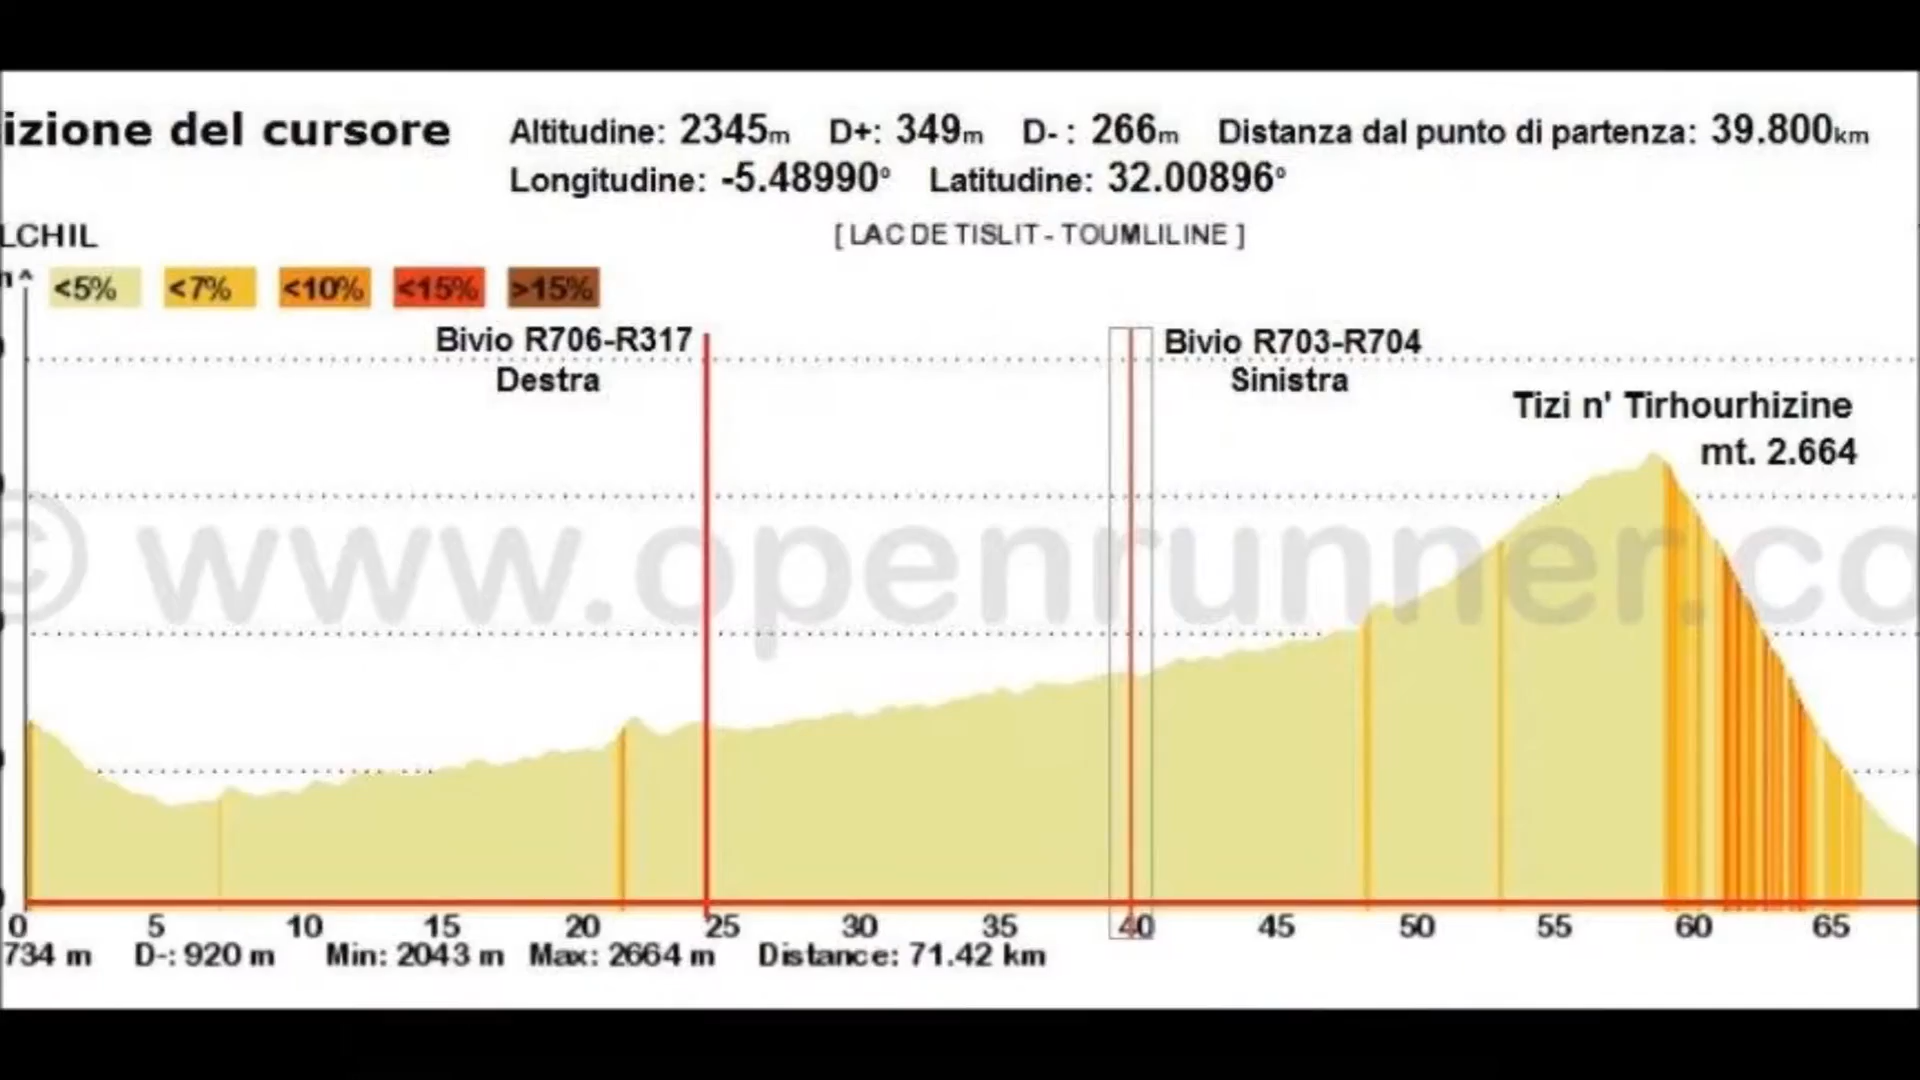 izione del cursore
Altitudine: 2345m D+: 349m D- : 266m Distanza dal punto di partenza: 39.800km
Longitudine: -5.48990° Latitudine: 32.00896°
LCHIL
[ LAC DE TISLIT - TOUMLILINE ]
<5% <7% <10% <15% >15%
Bivio R706-R317
Destra
Bivio R703-R704
Sinistra
Tizi n' Tirhourhizine
mt. 2.664
© www.openrunner.co
0 5 10 15 20 25 30 35 40 45 50 55 60 65
734 m D-: 920 m Min: 2043 m Max: 2664 m Distance: 71.42 km